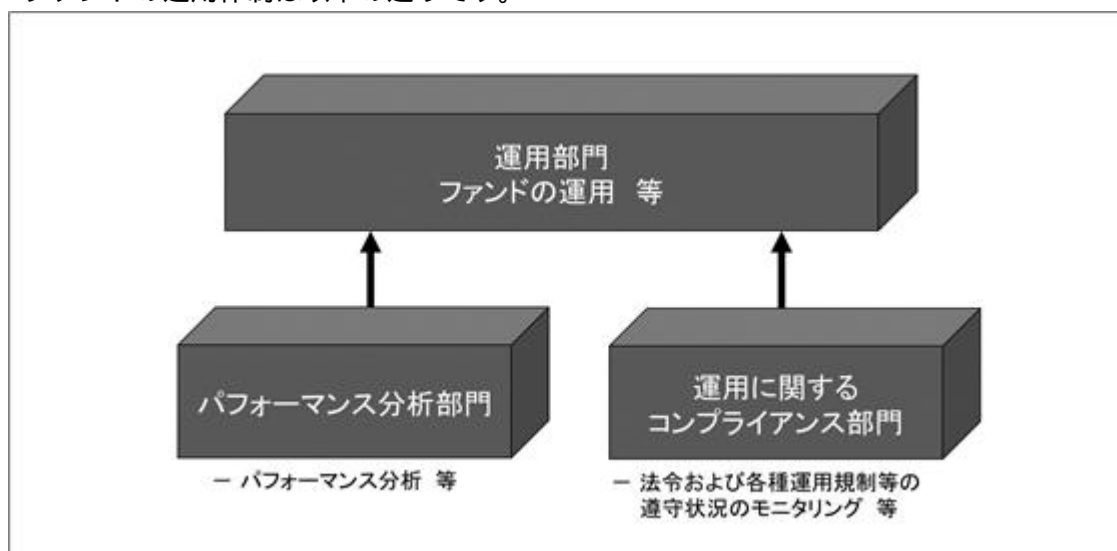 運用部門
ファンドの運用 等
パフォーマンス分析部門
― パフォーマンス分析 等
運用に関する
コンプライアンス部門
― 法令および各種運用規制等の
遵守状況のモニタリング 等